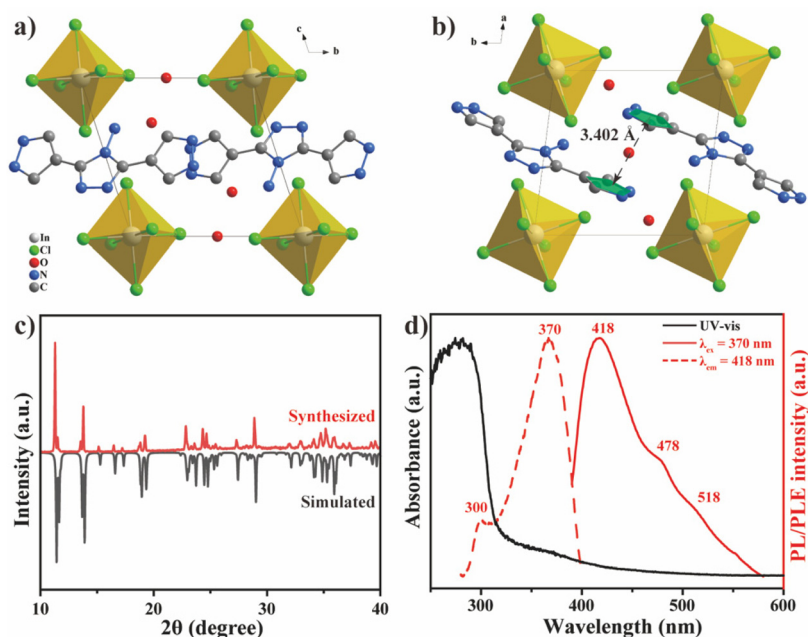 a)
c
b
In
Cl
O
N
C
b)
a
b
3.402 Å
c)
Intensity (a.u.)
Synthesized
Simulated
10 20 30 40
2θ (degree)
d)
Absorbance (a.u.)
370 418
UV-vis
λex = 370 nm
λem = 418 nm
478
518
300
PL/PLE intensity (a.u.)
300 400 500 600
Wavelength (nm)